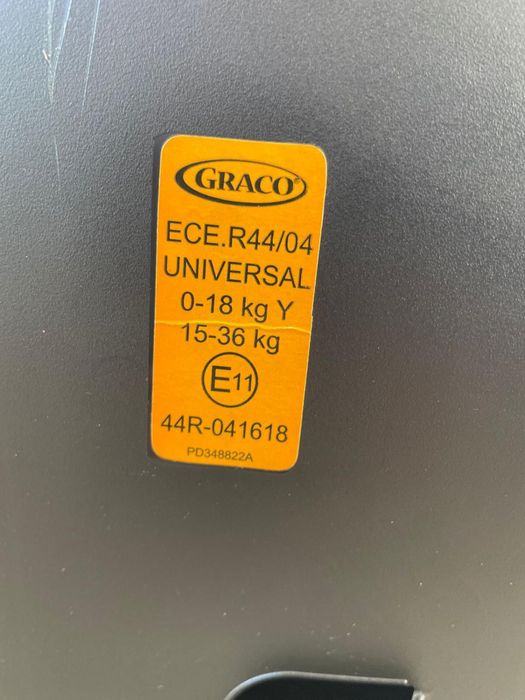 GRACO®
ECE.R44/04
UNIVERSAL
0-18 kg Y
15-36 kg
E11
44R-041618
PD348822A